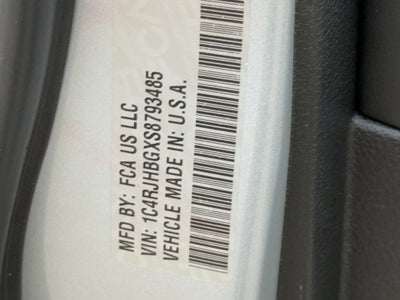 MFD BY: FCA US LLC
VIN: 1C4RJHBGXS8793485
VEHICLE MADE IN: U.S.A.